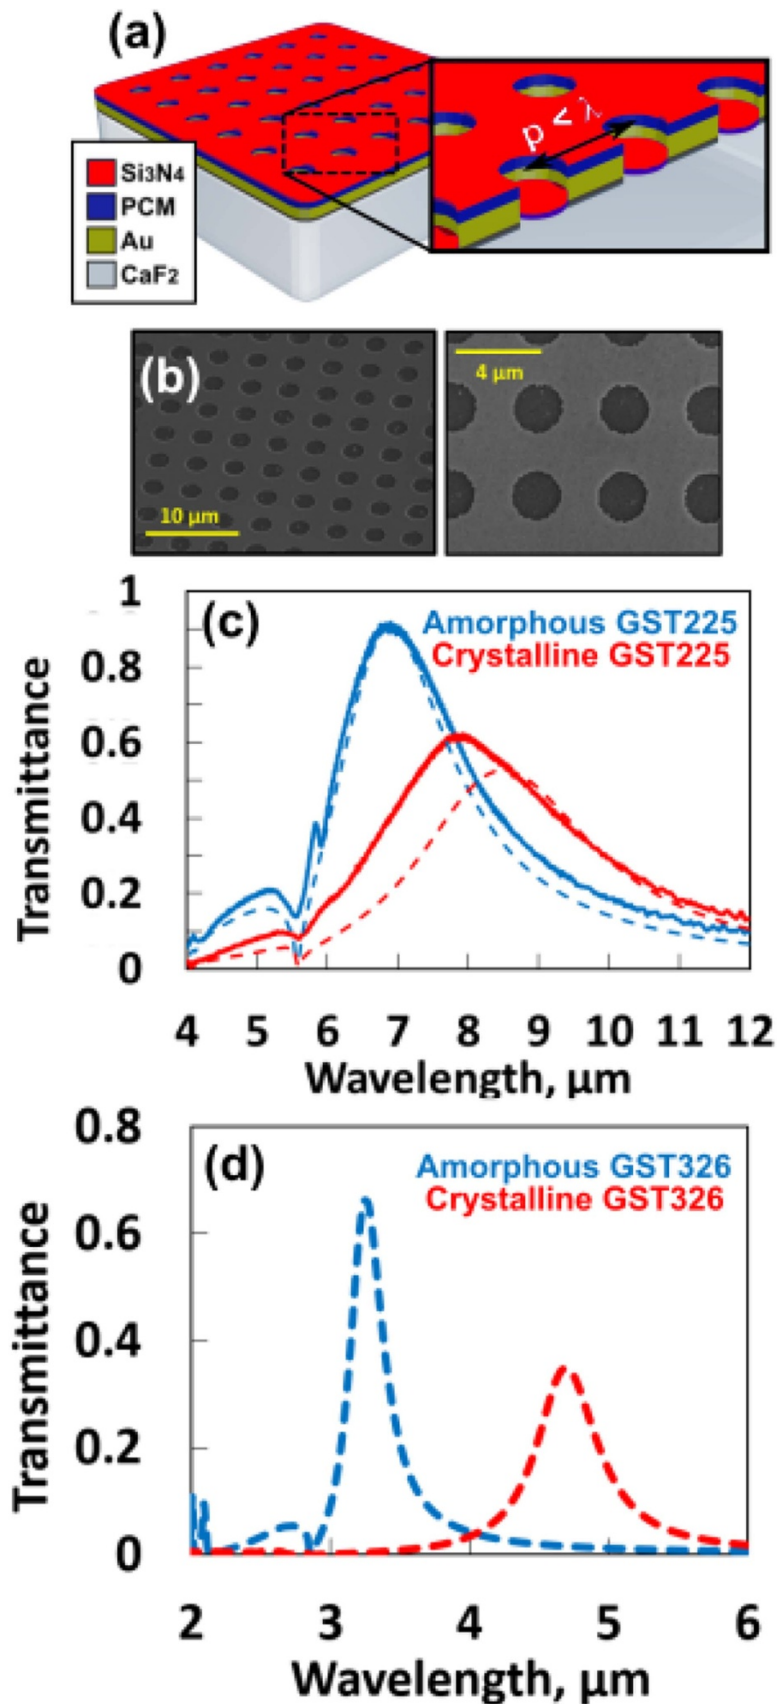 (a)
p < λ
Si3N4
PCM
Au
CaF2
(b)
10 μm
4 μm
(c)
Amorphous GST225
Crystalline GST225
Transmittance
1
0.8
0.6
0.4
0.2
0
4 5 6 7 8 9 10 11 12
Wavelength, μm
(d)
Amorphous GST326
Crystalline GST326
Transmittance
0.8
0.6
0.4
0.2
0
2 3 4 5 6
Wavelength, μm